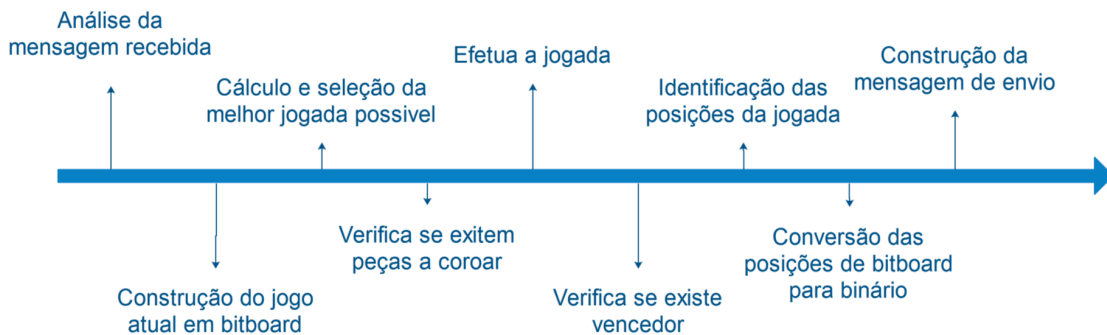 Análise da
mensagem recebida
Construção do jogo
atual em bitboard
Cálculo e seleção da
melhor jogada possivel
Verifica se exitem
peças a coroar
Efetua a jogada
Verifica se existe
vencedor
Identificação das
posições da jogada
Conversão das
posições de bitboard
para binário
Construção da
mensagem de envio